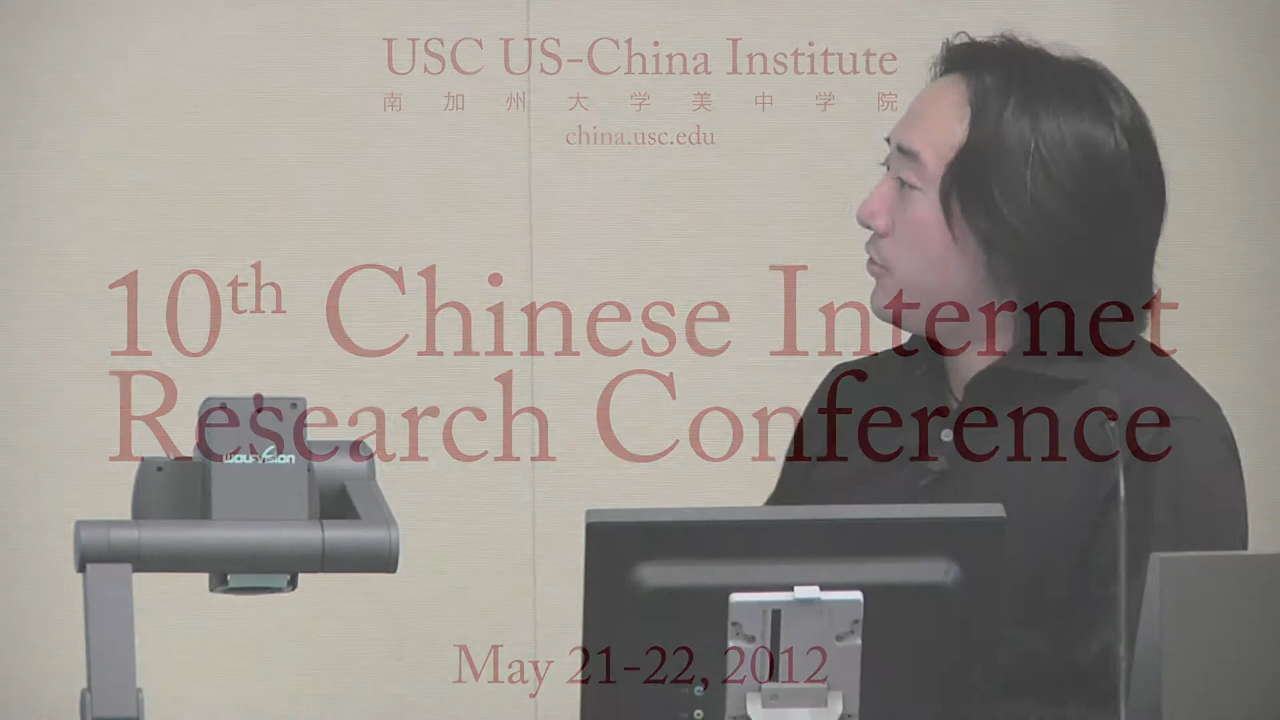 USC US-China Institute
南加州大学美中学院
china.usc.edu
10th Chinese Internet
Research Conference
wolfvision
May 21-22, 2012